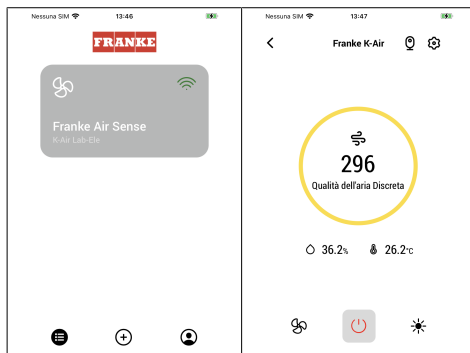 Nessuna SIM 13:46
FRANKE
Franke Air Sense
K-Air Lab-Ele
Nessuna SIM 13:47
Franke K-Air
296
Qualità dell'aria Discreta
36.2% 26.2°C